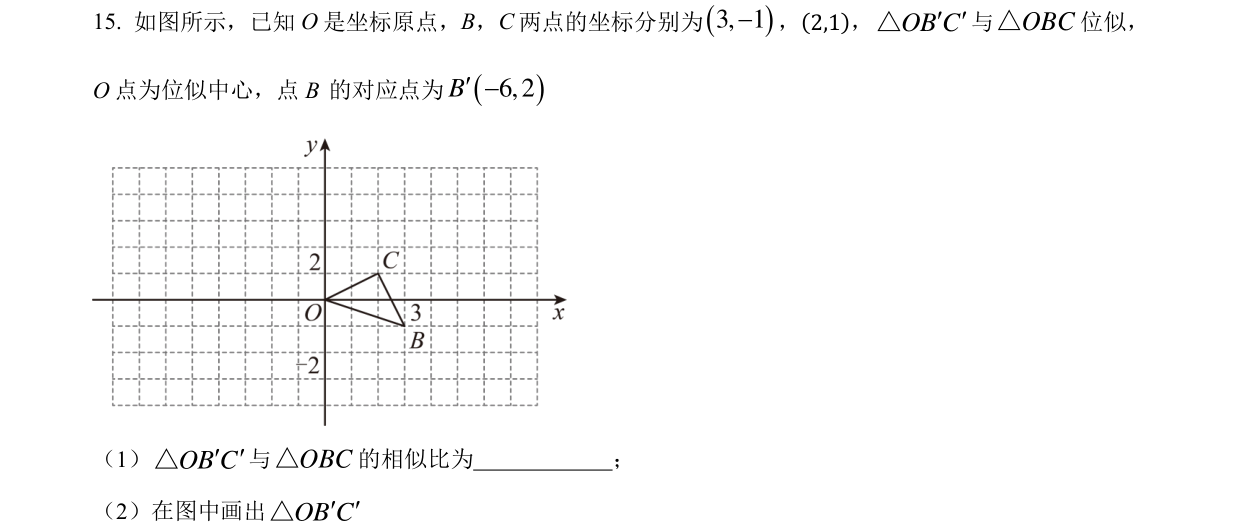 15. 如图所示，已知 O 是坐标原点，B，C 两点的坐标分别为(3,−1)，(2,1)，△OB′C′与△OBC 位似，
O 点为位似中心，点 B 的对应点为 B′(−6,2)
y
2
C
O
3
x
B
−2
（1）△OB′C′与△OBC 的相似比为____________；
（2）在图中画出△OB′C′